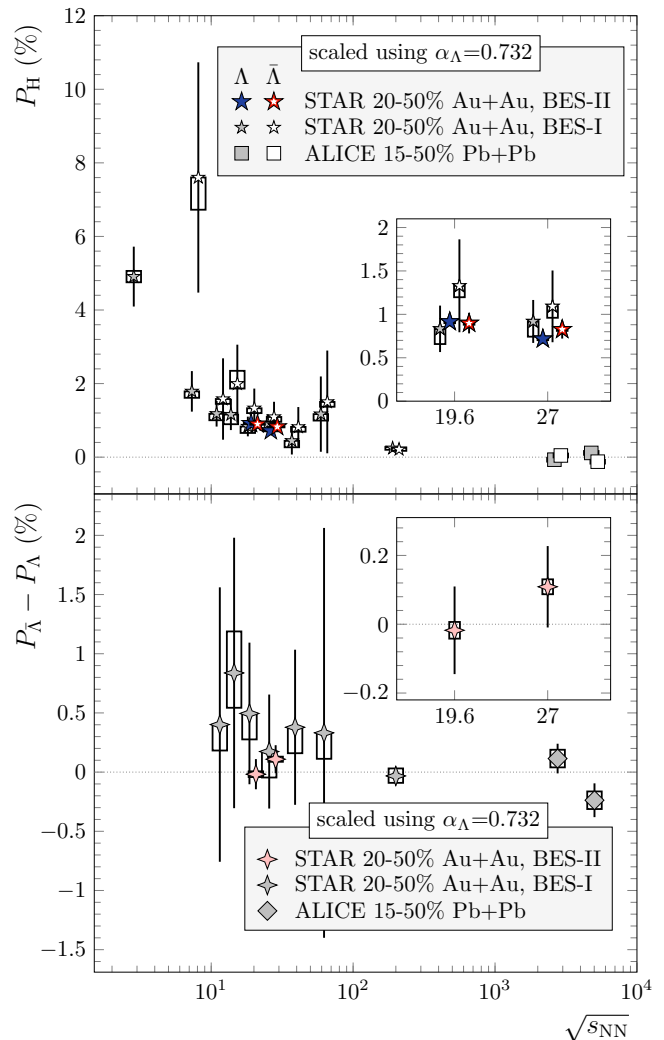 12
10
8
6
4
2
0
P_H (%)
scaled using α_Λ=0.732
Λ Λ̄
STAR 20-50% Au+Au, BES-II
STAR 20-50% Au+Au, BES-I
ALICE 15-50% Pb+Pb
2
1.5
1
0.5
0
19.6 27
2
1.5
1
0.5
0
−0.5
−1
−1.5
P_Λ̄ − P_Λ (%)
0.2
0
−0.2
19.6 27
scaled using α_Λ=0.732
STAR 20-50% Au+Au, BES-II
STAR 20-50% Au+Au, BES-I
ALICE 15-50% Pb+Pb
10¹ 10² 10³ 10⁴
√s_NN